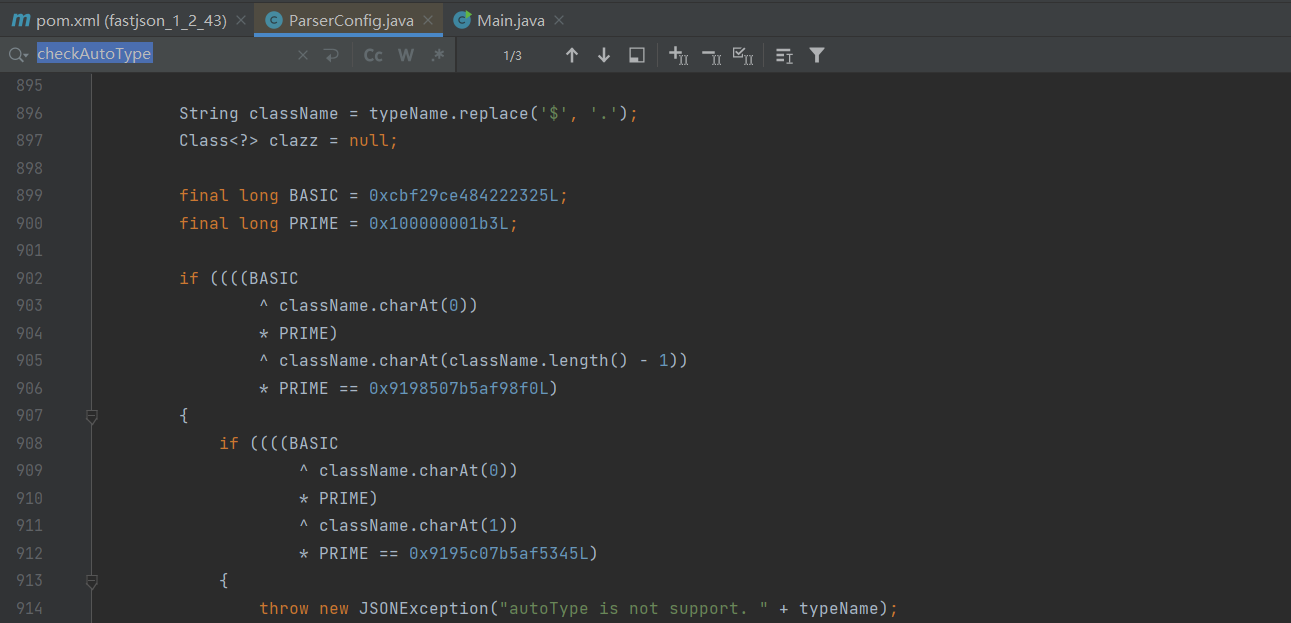 pom.xml (fastjson_1_2_43) ParserConfig.java Main.java
checkAutoType Cc W .* 1/3
895
896 String className = typeName.replace('$', '.');
897 Class<?> clazz = null;
898
899 final long BASIC = 0xcbf29ce484222325L;
900 final long PRIME = 0x100000001b3L;
901
902 if ((((BASIC
903 ^ className.charAt(0))
904 * PRIME)
905 ^ className.charAt(className.length() - 1))
906 * PRIME == 0x9198507b5af98f0L)
907 {
908 if ((((BASIC
909 ^ className.charAt(0))
910 * PRIME)
911 ^ className.charAt(1))
912 * PRIME == 0x9195c07b5af5345L)
913 {
914 throw new JSONException("autoType is not support. " + typeName);